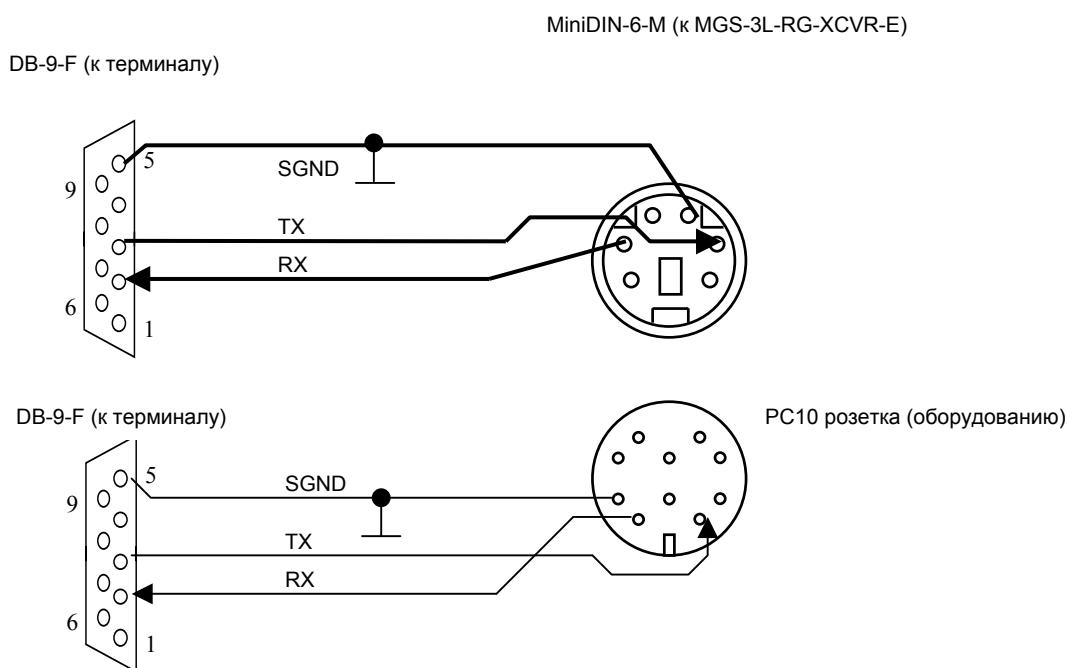 MiniDIN-6-M (к MGS-3L-RG-XCVR-E)
DB-9-F (к терминалу)
5
SGND
9
TX
RX
6
1
DB-9-F (к терминалу)
PC10 розетка (оборудованию)
5
SGND
9
TX
RX
6
1